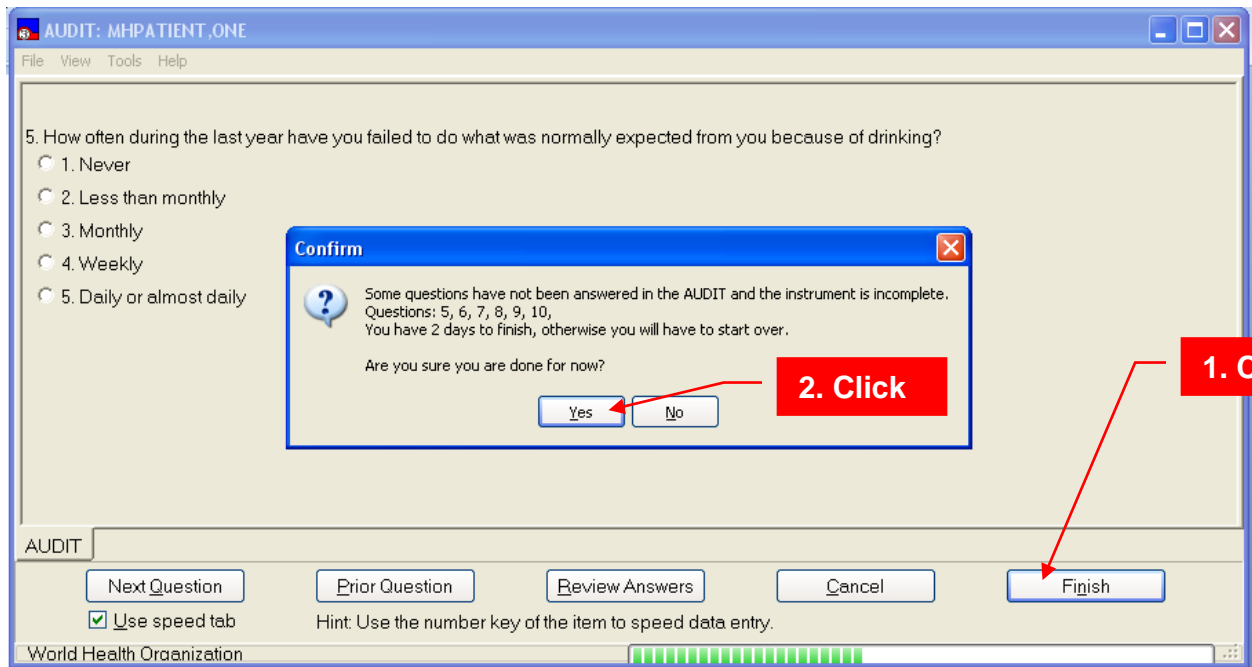 AUDIT: MHPATIENT,ONE
File View Tools Help
5. How often during the last year have you failed to do what was normally expected from you because of drinking?
1. Never
2. Less than monthly
3. Monthly
4. Weekly
5. Daily or almost daily
Confirm
Some questions have not been answered in the AUDIT and the instrument is incomplete.
Questions: 5, 6, 7, 8, 9, 10,
You have 2 days to finish, otherwise you will have to start over.
Are you sure you are done for now?
Yes No
2. Click
1.
AUDIT
Next Question Prior Question Review Answers Cancel Finish
Use speed tab Hint: Use the number key of the item to speed data entry.
World Health Organization